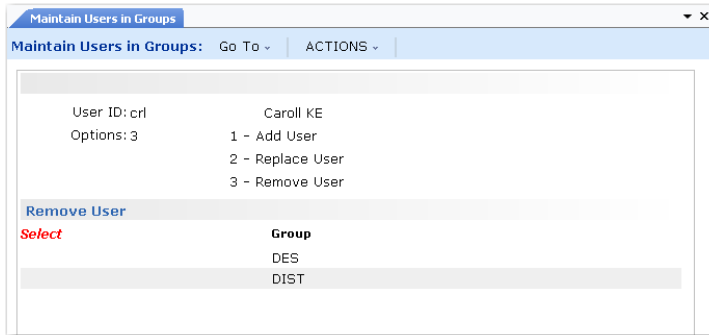 Maintain Users in Groups
Maintain Users in Groups: Go To ACTIONS
User ID: crl Caroll KE
Options: 3 1 - Add User
2 - Replace User
3 - Remove User
Remove User
Select Group
DES
DIST